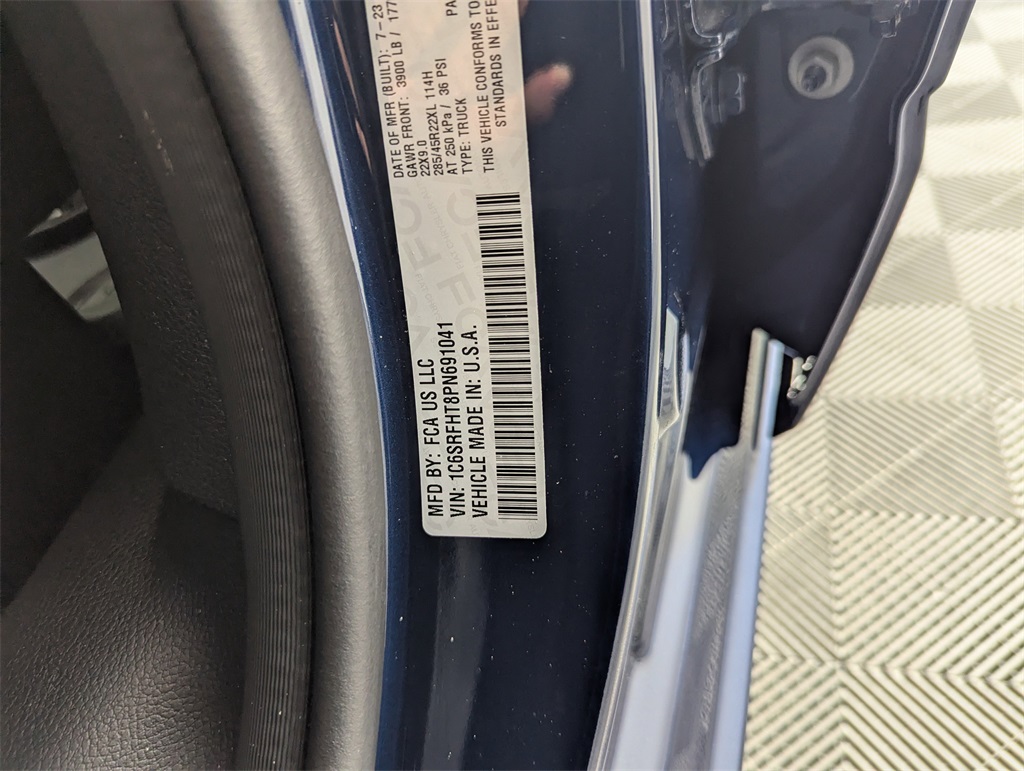 MFD BY: FCA US LLC
VIN: 1C6SRFHT8PN691041
VEHICLE MADE IN: U.S.A.
DATE OF MFR (BUILT): 7-23
GAWR FRONT: 3900 LB / 177
22X9.0
285/45R22XL 114H
AT 250 kPa / 36 PSI
TYPE: TRUCK PA
THIS VEHICLE CONFORMS TO
STANDARDS IN EFFE